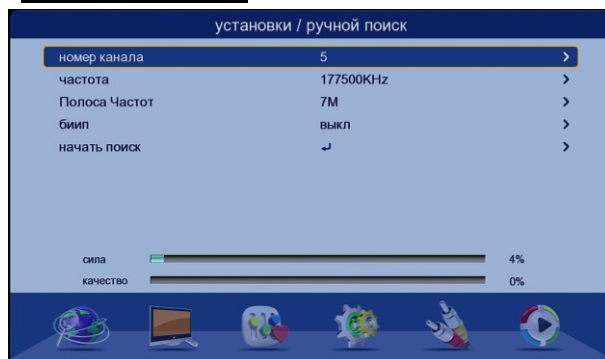 установки / ручной поиск
номер канала 5
частота 177500KHz
Полоса Частот 7M
биип выкл
начать поиск
сила 4%
качество 0%